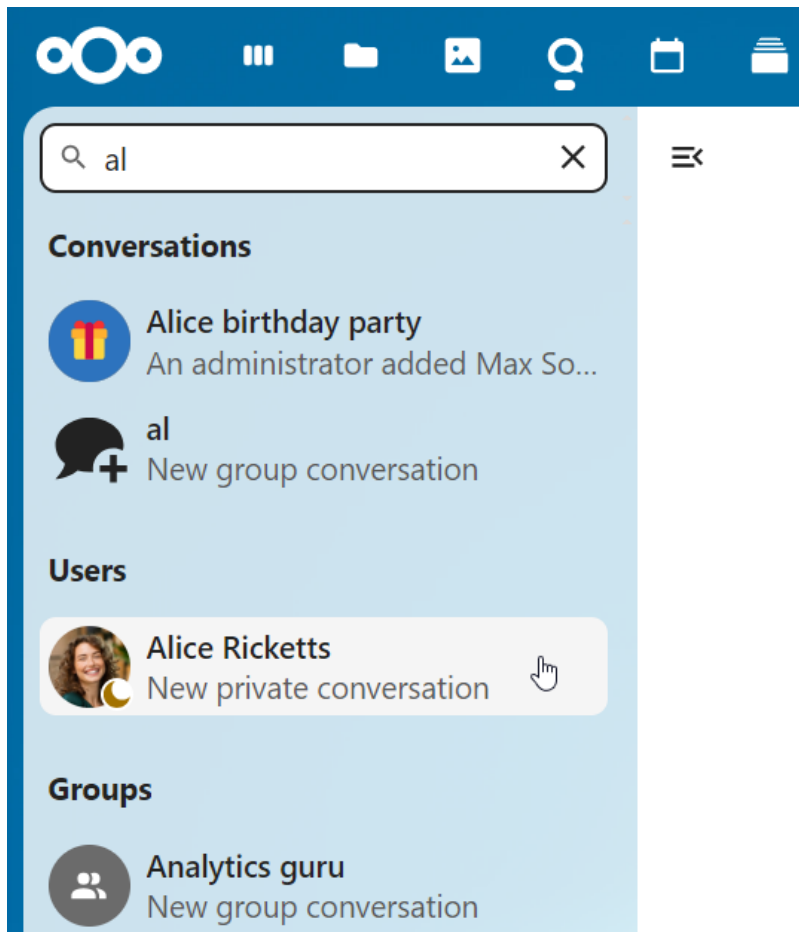 al
Conversations
Alice birthday party
An administrator added Max So...
al
New group conversation
Users
Alice Ricketts
New private conversation
Groups
Analytics guru
New group conversation